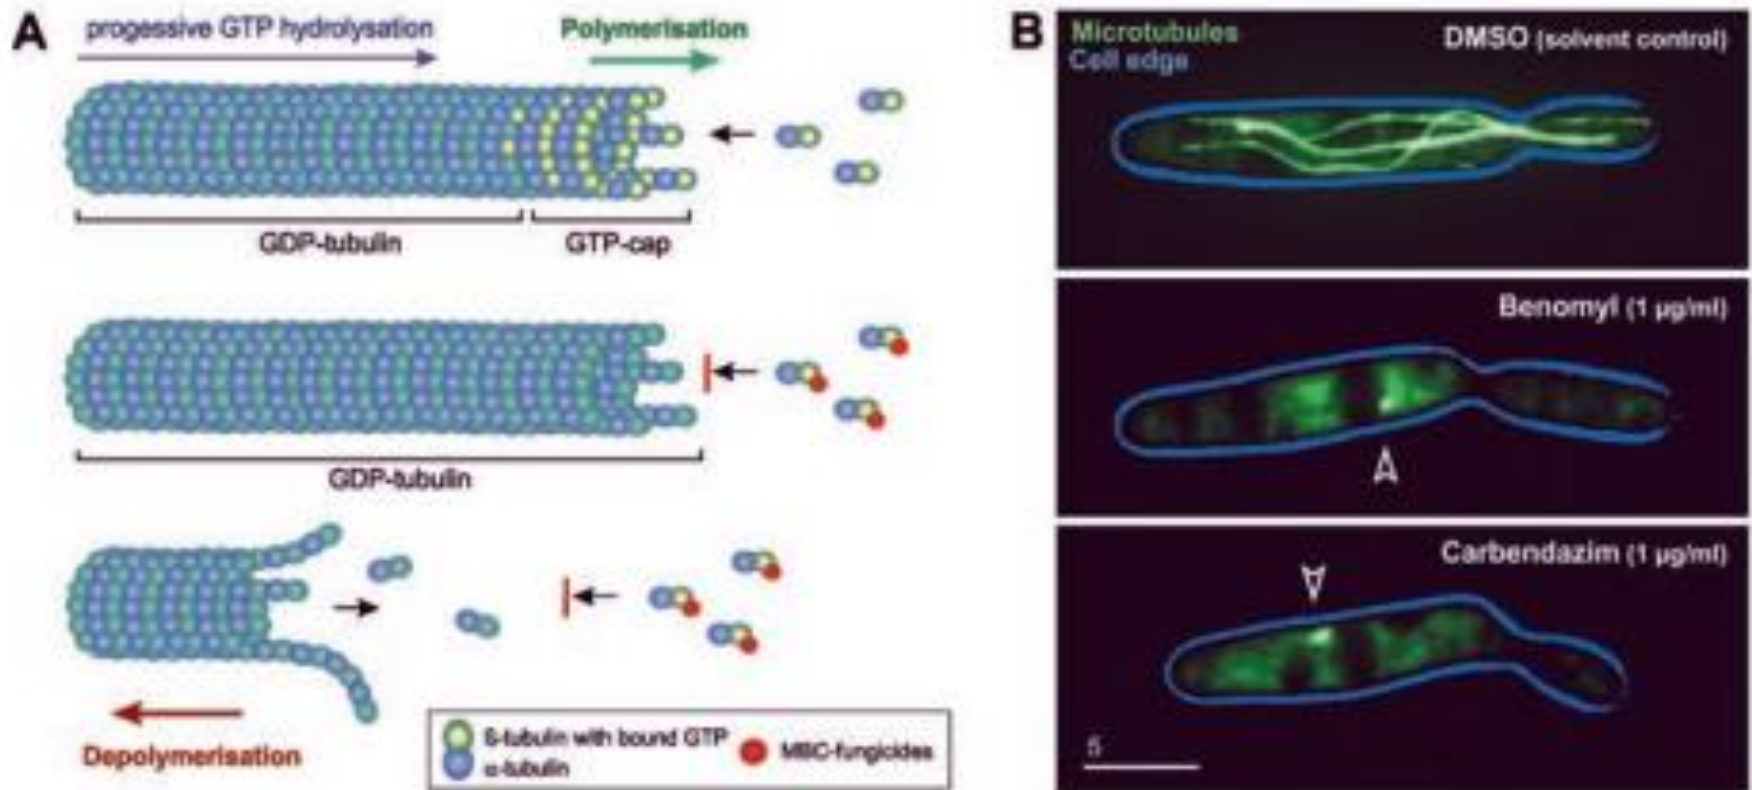 A
progessive GTP hydrolysation
Polymerisation
GDP-tubulin
GTP-cap
GDP-tubulin
Depolymerisation
ß-tubulin with bound GTP
α-tubulin
MBC-fungicides
B
Microtubules
Cell edge
DMSO (solvent control)
Benomyl (1 µg/ml)
Carbendazim (1 µg/ml)
5